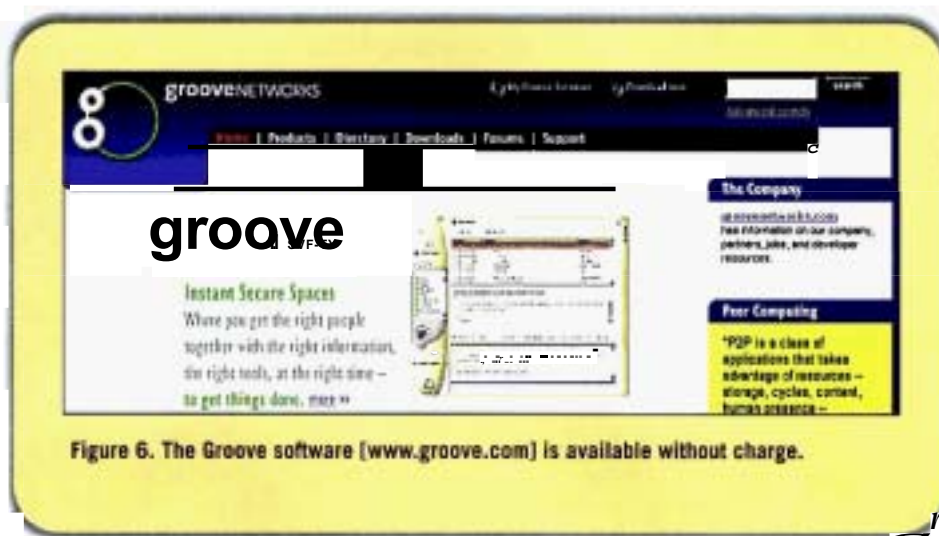 grooveNETWORKS
search
Home | Products | Directory | Downloads | Forums | Support
groove
Instant Secure Spaces
Where you get the right people
together with the right information,
the right tools, at the right time –
to get things done. more »
The Company
groovenetworks.com
has information on our company,
partners, jobs, and developer
resources.
Peer Computing
"P2P is a class of
applications that takes
advantage of resources –
storage, cycles, content,
human presence –
Figure 6. The Groove software [www.groove.com] is available without charge.